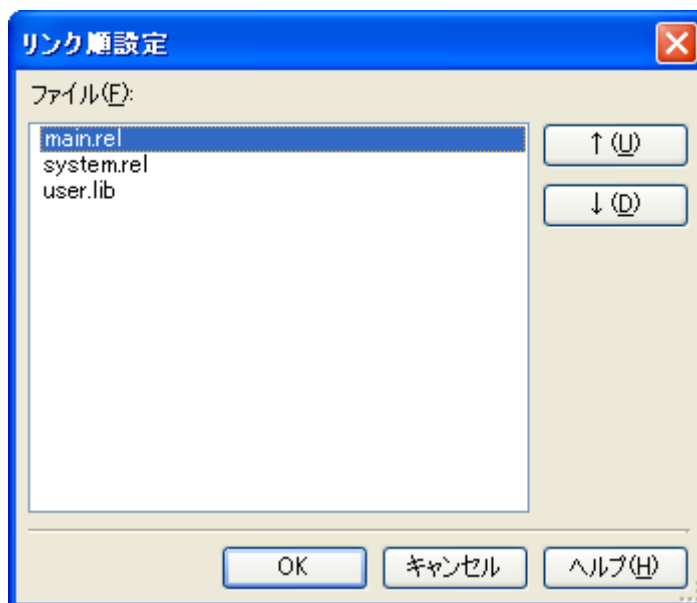 リンク順設定
ファイル(F):
main.rel
system.rel
user.lib
↑(U)
↓(D)
OK
キャンセル
ヘルプ(H)